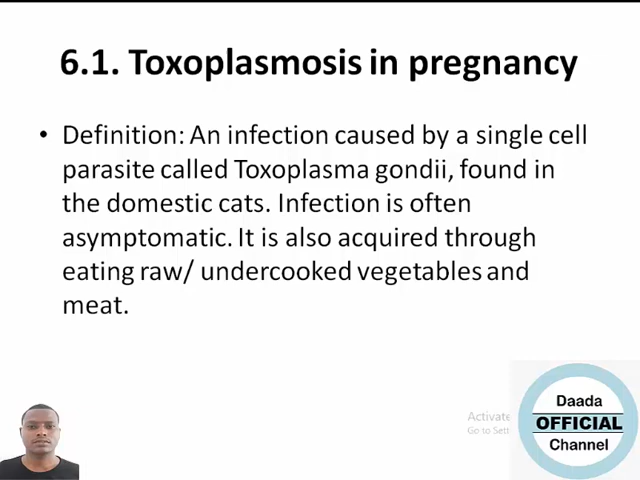 6.1. Toxoplasmosis in pregnancy
• Definition: An infection caused by a single cell
parasite called Toxoplasma gondii, found in
the domestic cats. Infection is often
asymptomatic. It is also acquired through
eating raw/ undercooked vegetables and
meat.
Activate
Go to Sett
Daada
OFFICIAL
Channel